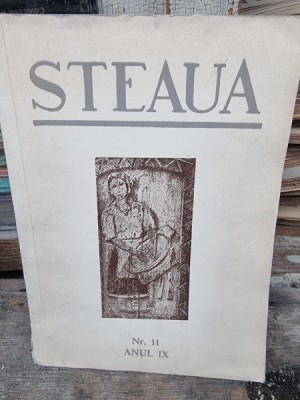 STEAUA
Nr. 11
ANUL IX